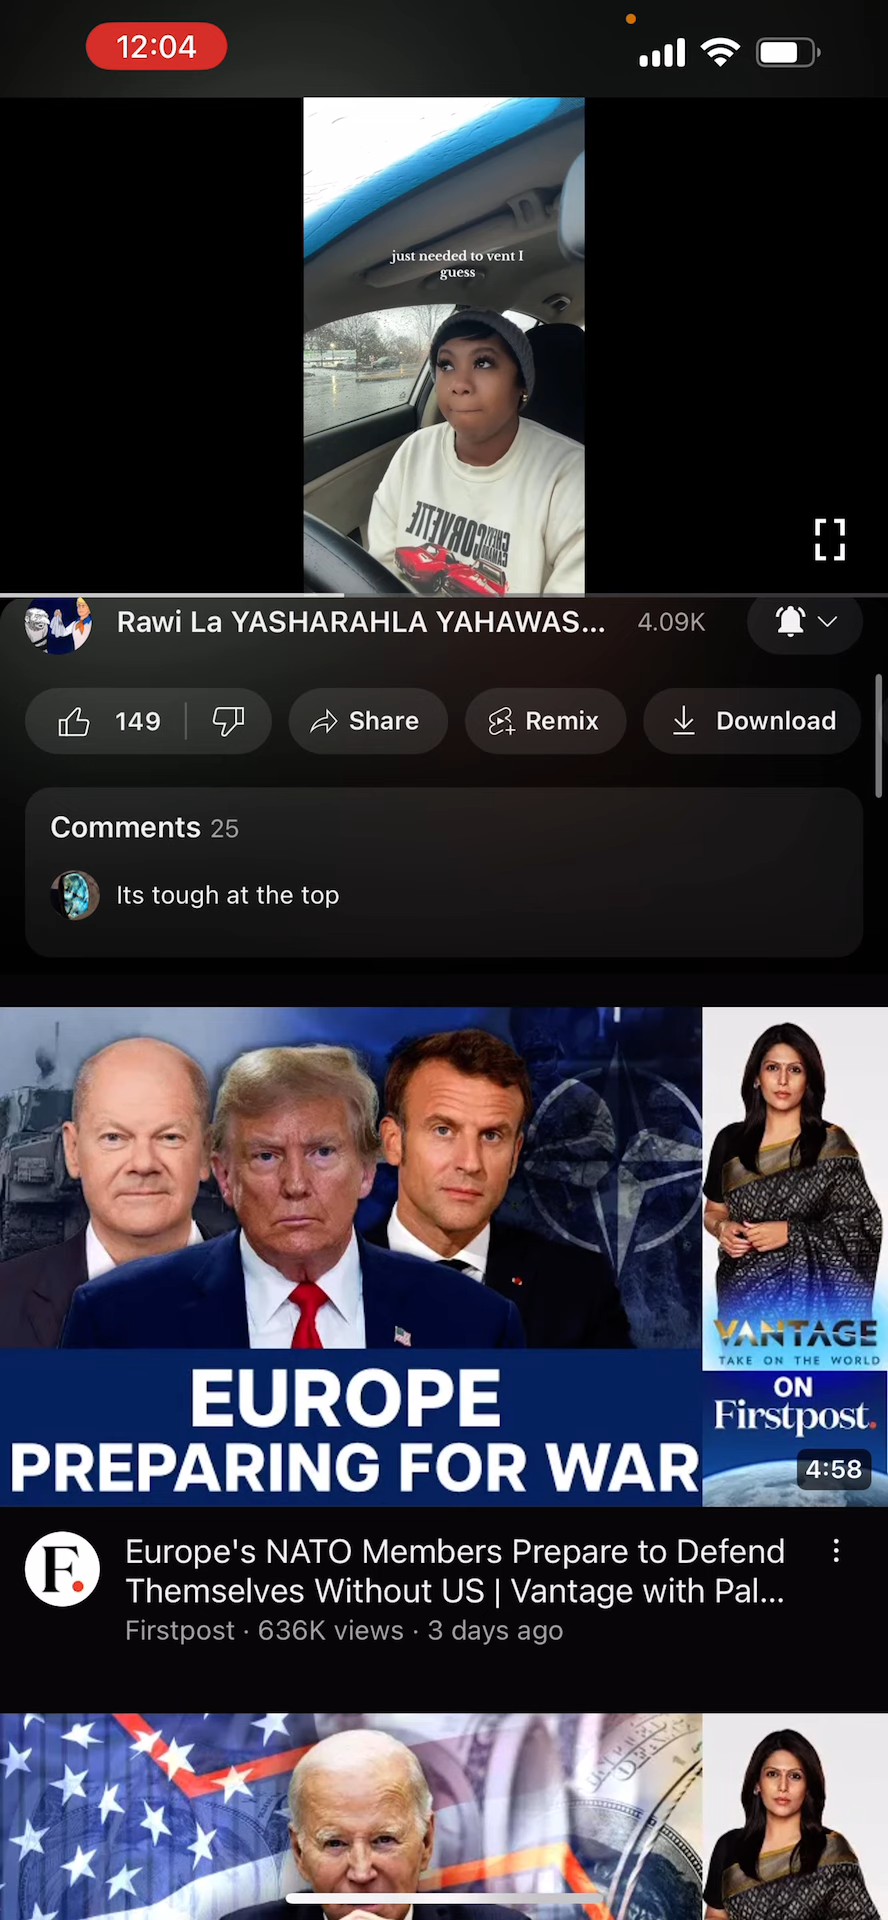 12:04
just needed to vent I
guess
Rawi La YASHARAHLA YAHAWAS... 4.09K
149 Share Remix Download
Comments 25
Its tough at the top
EUROPE
PREPARING FOR WAR
VANTAGE
TAKE ON THE WORLD
ON
Firstpost.
4:58
F.
Europe's NATO Members Prepare to Defend
Themselves Without US | Vantage with Pal...
Firstpost · 636K views · 3 days ago